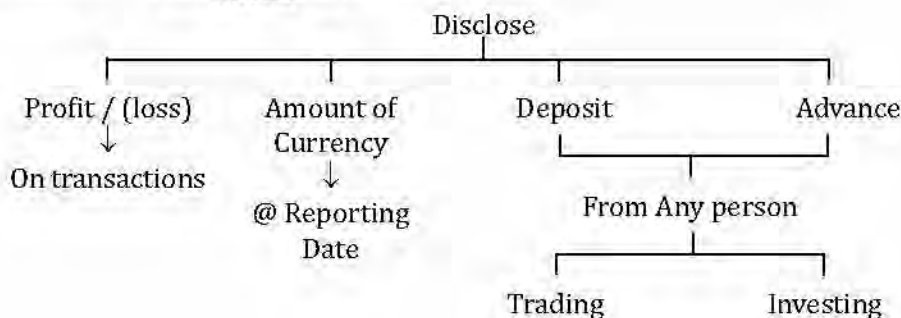 Disclose
Profit / (loss) Amount of Deposit Advance
↓ Currency
On transactions ↓
@ Reporting From Any person
Date
Trading Investing